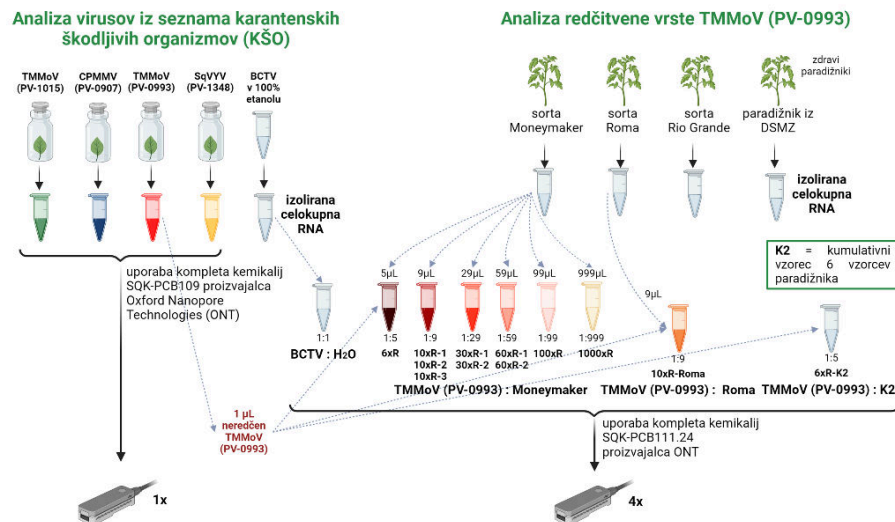 Analiza virusov iz seznama karantenskih
škodljivih organizmov (KŠO)
TMMoV
(PV-1015)
CPMMV
(PV-0907)
TMMoV
(PV-0993)
SqVYV
(PV-1348)
BCTV
v 100%
etanolu
izolirana
celokupna
RNA
uporaba kompleta kemikalij
SQK-PCB109 proizvajalca
Oxford Nanopore
Technologies (ONT)
1:1
BCTV : H₂O
1 µL
neredčen
TMMoV
(PV-0993)
1x
Analiza redčitvene vrste TMMoV (PV-0993)
zdravi
paradižniki
sorta
Moneymaker
sorta
Roma
sorta
Rio Grande
paradižnik iz
DSMZ
izolirana
celokupna
RNA
K2 = kumulativni
vzorec 6 vzorcev
paradižnika
5µL
9µL
29µL
59µL
99µL
999µL
9µL
1:5
1:9
1:29
1:59
1:99
1:999
6xR
10xR-1
10xR-2
10xR-3
30xR-1
30xR-2
60xR-1
60xR-2
100xR
1000xR
TMMoV (PV-0993) : Moneymaker
1:9
10xR-Roma
TMMoV (PV-0993) : Roma
1:5
6xR-K2
TMMoV (PV-0993) : K2
uporaba kompleta kemikalij
SQK-PCB111.24
proizvajalca ONT
4x